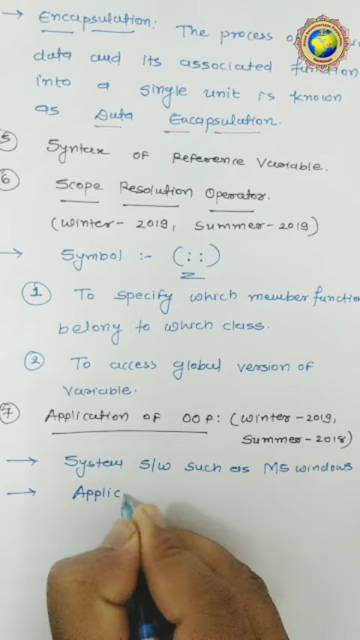 → Encapsulation: The process o
data and its associated function
into a single unit is known
as Data Encapsulation.
⑤ Syntax of Reference Variable.
⑥ Scope Resolution Operator.
(Winter-2019, Summer-2019)
→ Symbol :- (::)
① To specify which member function
belong to which class.
② To access global version of
Variable.
⑦ Application of OOP: (Winter-2019,
Summer-2018)
→ System S/W such as MS windows
→ Applic